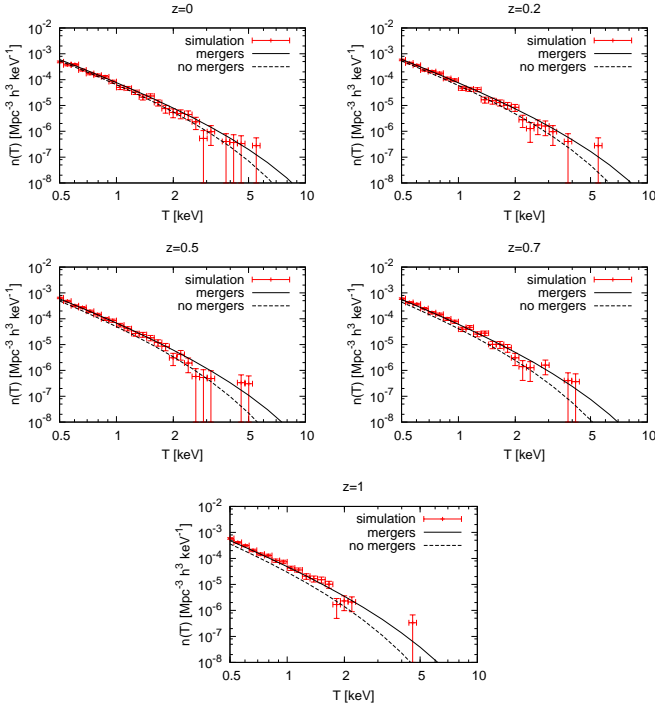 z=0
n(T) [Mpc⁻³ h³ keV⁻¹]
10⁻²
10⁻³
10⁻⁴
10⁻⁵
10⁻⁶
10⁻⁷
10⁻⁸
simulation
mergers
no mergers
0.5 1 2 5 10
T [keV]
z=0.2
n(T) [Mpc⁻³ h³ keV⁻¹]
10⁻²
10⁻³
10⁻⁴
10⁻⁵
10⁻⁶
10⁻⁷
10⁻⁸
simulation
mergers
no mergers
0.5 1 2 5 10
T [keV]
z=0.5
n(T) [Mpc⁻³ h³ keV⁻¹]
10⁻²
10⁻³
10⁻⁴
10⁻⁵
10⁻⁶
10⁻⁷
10⁻⁸
simulation
mergers
no mergers
0.5 1 2 5 10
T [keV]
z=0.7
n(T) [Mpc⁻³ h³ keV⁻¹]
10⁻²
10⁻³
10⁻⁴
10⁻⁵
10⁻⁶
10⁻⁷
10⁻⁸
simulation
mergers
no mergers
0.5 1 2 5 10
T [keV]
z=1
n(T) [Mpc⁻³ h³ keV⁻¹]
10⁻²
10⁻³
10⁻⁴
10⁻⁵
10⁻⁶
10⁻⁷
10⁻⁸
simulation
mergers
no mergers
0.5 1 2 5 10
T [keV]